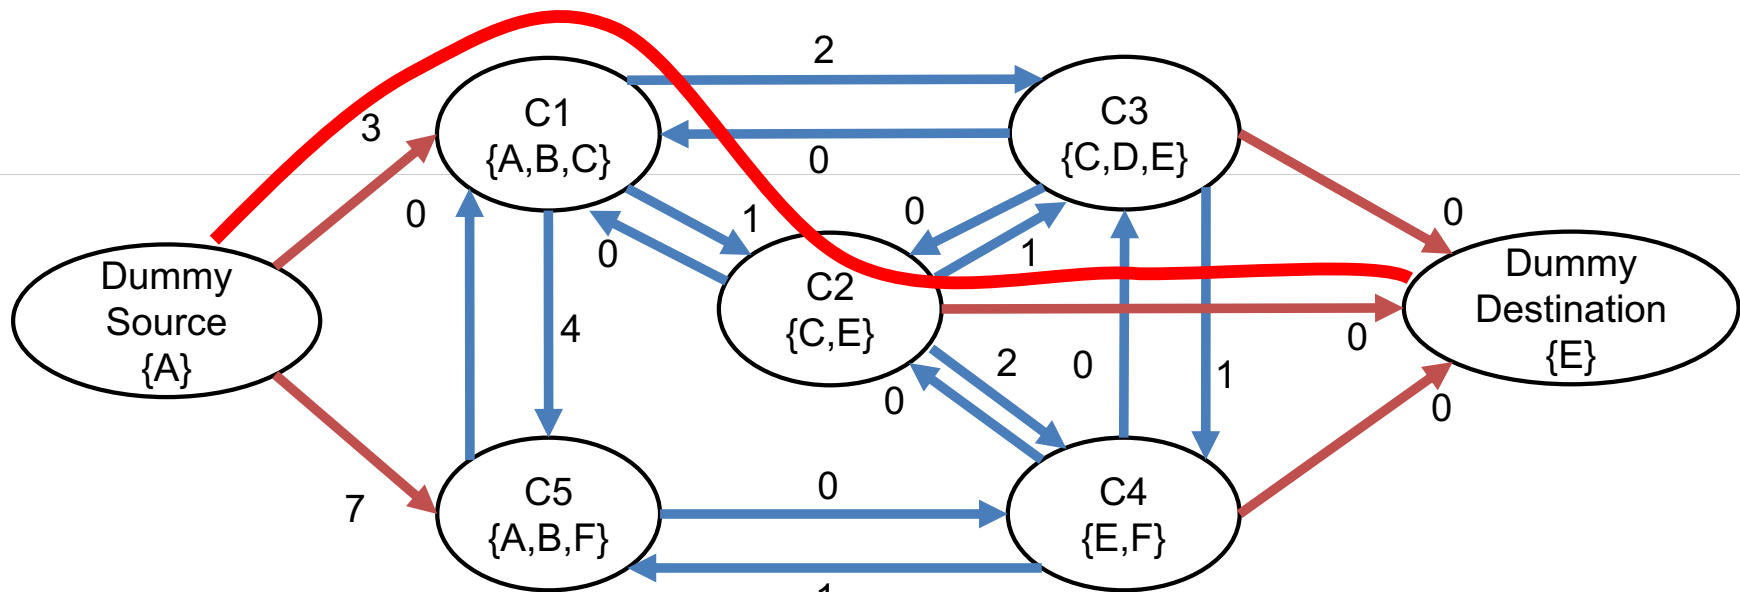 2
3
C1
{A,B,C}
C3
{C,D,E}
0
0
1
0
0
1
0
Dummy
Source
{A}
C2
{C,E}
Dummy
Destination
{E}
4
0
2
0
1
0
0
7
C5
{A,B,F}
0
C4
{E,F}